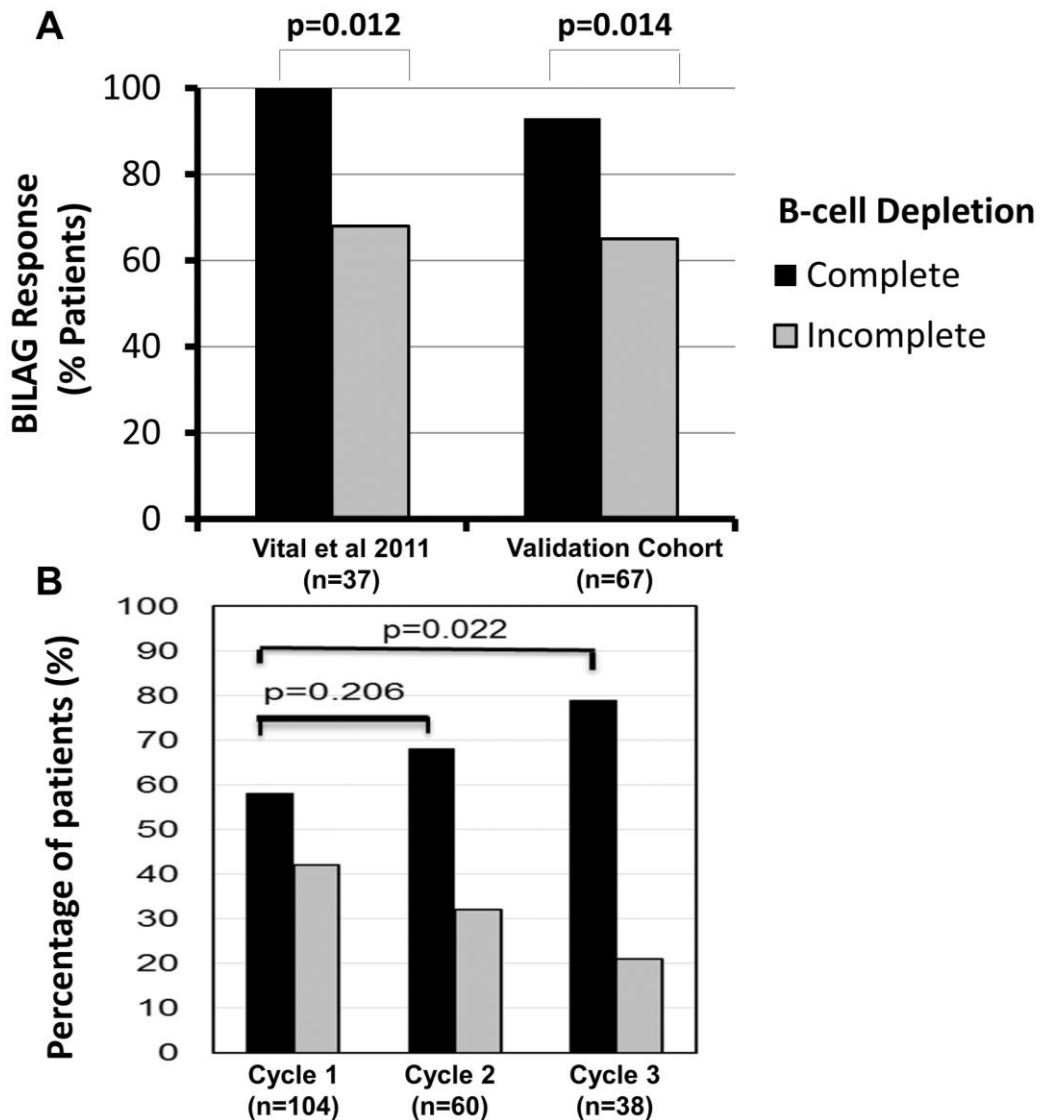 A
p=0.012
p=0.014
BILAG Response
(% Patients)
100
80
60
40
20
0
Vital et al 2011
(n=37)
Validation Cohort
(n=67)
B-cell Depletion
Complete
Incomplete
B
Percentage of patients (%)
100
90
80
70
60
50
40
30
20
10
0
p=0.022
p=0.206
Cycle 1
(n=104)
Cycle 2
(n=60)
Cycle 3
(n=38)